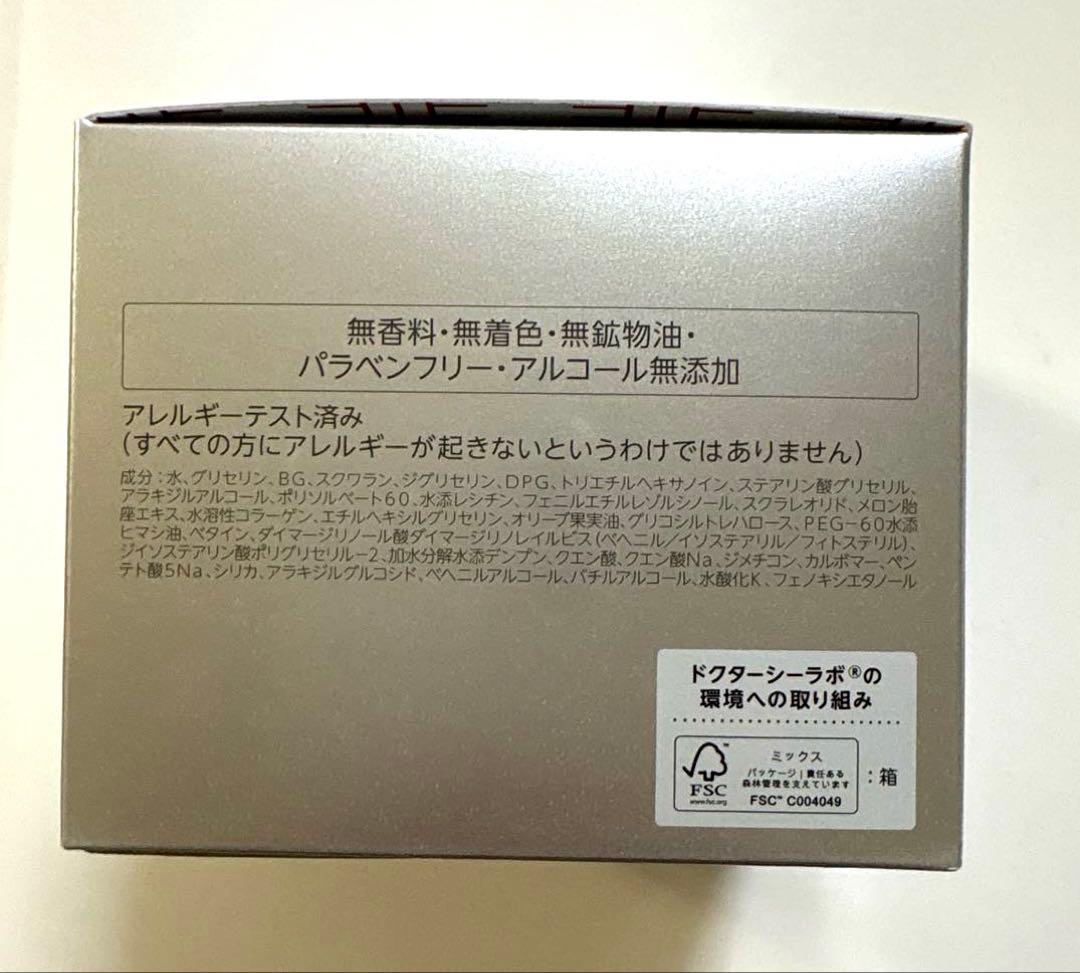 無香料・無着色・無鉱物油・
パラベンフリー・アルコール無添加
アレルギーテスト済み
(すべての方にアレルギーが起きないというわけではありません)
成分：水、グリセリン、BG、スクワラン、ジグリセリン、DPG、トリエチルヘキサノイン、ステアリン酸グリセリル、
アラキジルアルコール、ポリソルベート60、水添レシチン、フェニルエチルレゾルシノール、スクラレオリド、メロン胎
座エキス、水溶性コラーゲン、エチルヘキシルグリセリン、オリーブ果実油、グリコシルトレハロース、PEG-60水添
ヒマシ油、ベタイン、ダイマージリノール酸ダイマージリノレイルビス(ベヘニル/イソステアリル/フィトステリル)、
ジイソステアリン酸ポリグリセリル-2、加水分解水添デンプン、クエン酸、クエン酸Na、ジメチコン、カルボマー、ペン
テト酸5Na、シリカ、アラキジルグルコシド、ベヘニルアルコール、バチルアルコール、水酸化K、フェノキシエタノール
ドクターシーラボ®の
環境への取り組み
FSC
www.fsc.org
ミックス
パッケージ｜責任ある
森林管理を支えています
FSC™ C004049
：箱